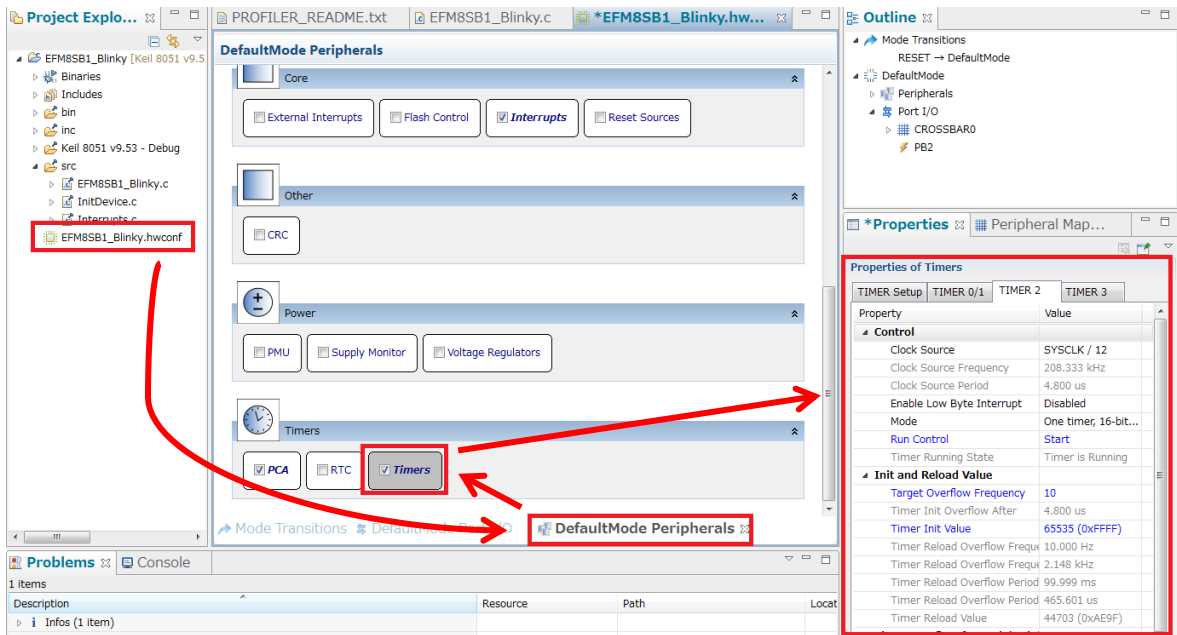 Project Explo...
EFM8SB1_Blinky [Keil 8051 v9.5
Binaries
Includes
bin
inc
Keil 8051 v9.53 - Debug
src
EFM8SB1_Blinky.c
InitDevice.c
Interrupts.c
EFM8SB1_Blinky.hwconf
PROFILER_README.txt
EFM8SB1_Blinky.c
*EFM8SB1_Blinky.hw...
DefaultMode Peripherals
Core
External Interrupts
Flash Control
Interrupts
Reset Sources
Other
CRC
Power
PMU
Supply Monitor
Voltage Regulators
Timers
PCA
RTC
Timers
Mode Transitions
DefaultMode Port I/O
DefaultMode Peripherals
Outline
Mode Transitions
RESET → DefaultMode
DefaultMode
Peripherals
Port I/O
CROSSBAR0
PB2
*Properties
Peripheral Map...
Properties of Timers
TIMER Setup TIMER 0/1 TIMER 2 TIMER 3
Property Value
Control
Clock Source SYSCLK / 12
Clock Source Frequency 208.333 kHz
Clock Source Period 4.800 us
Enable Low Byte Interrupt Disabled
Mode One timer, 16-bit...
Run Control Start
Timer Running State Timer is Running
Init and Reload Value
Target Overflow Frequency 10
Timer Init Overflow After 4.800 us
Timer Init Value 65535 (0xFFFF)
Timer Reload Overflow Freque 10.000 Hz
Timer Reload Overflow Freque 2.148 kHz
Timer Reload Overflow Period 99.999 ms
Timer Reload Overflow Period 465.601 us
Timer Reload Value 44703 (0xAE9F)
Problems
Console
1 items
Description Resource Path Locat
i Infos (1 item)